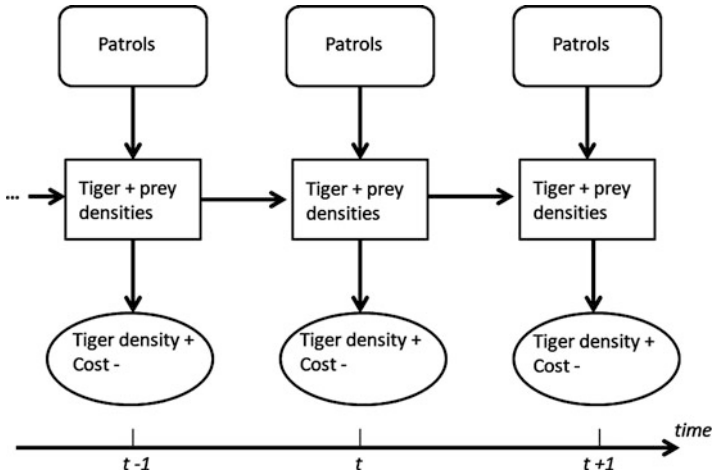 Patrols
Patrols
Patrols
...
Tiger + prey
densities
Tiger + prey
densities
Tiger + prey
densities
Tiger density +
Cost -
Tiger density +
Cost -
Tiger density +
Cost -
time
t -1
t
t +1